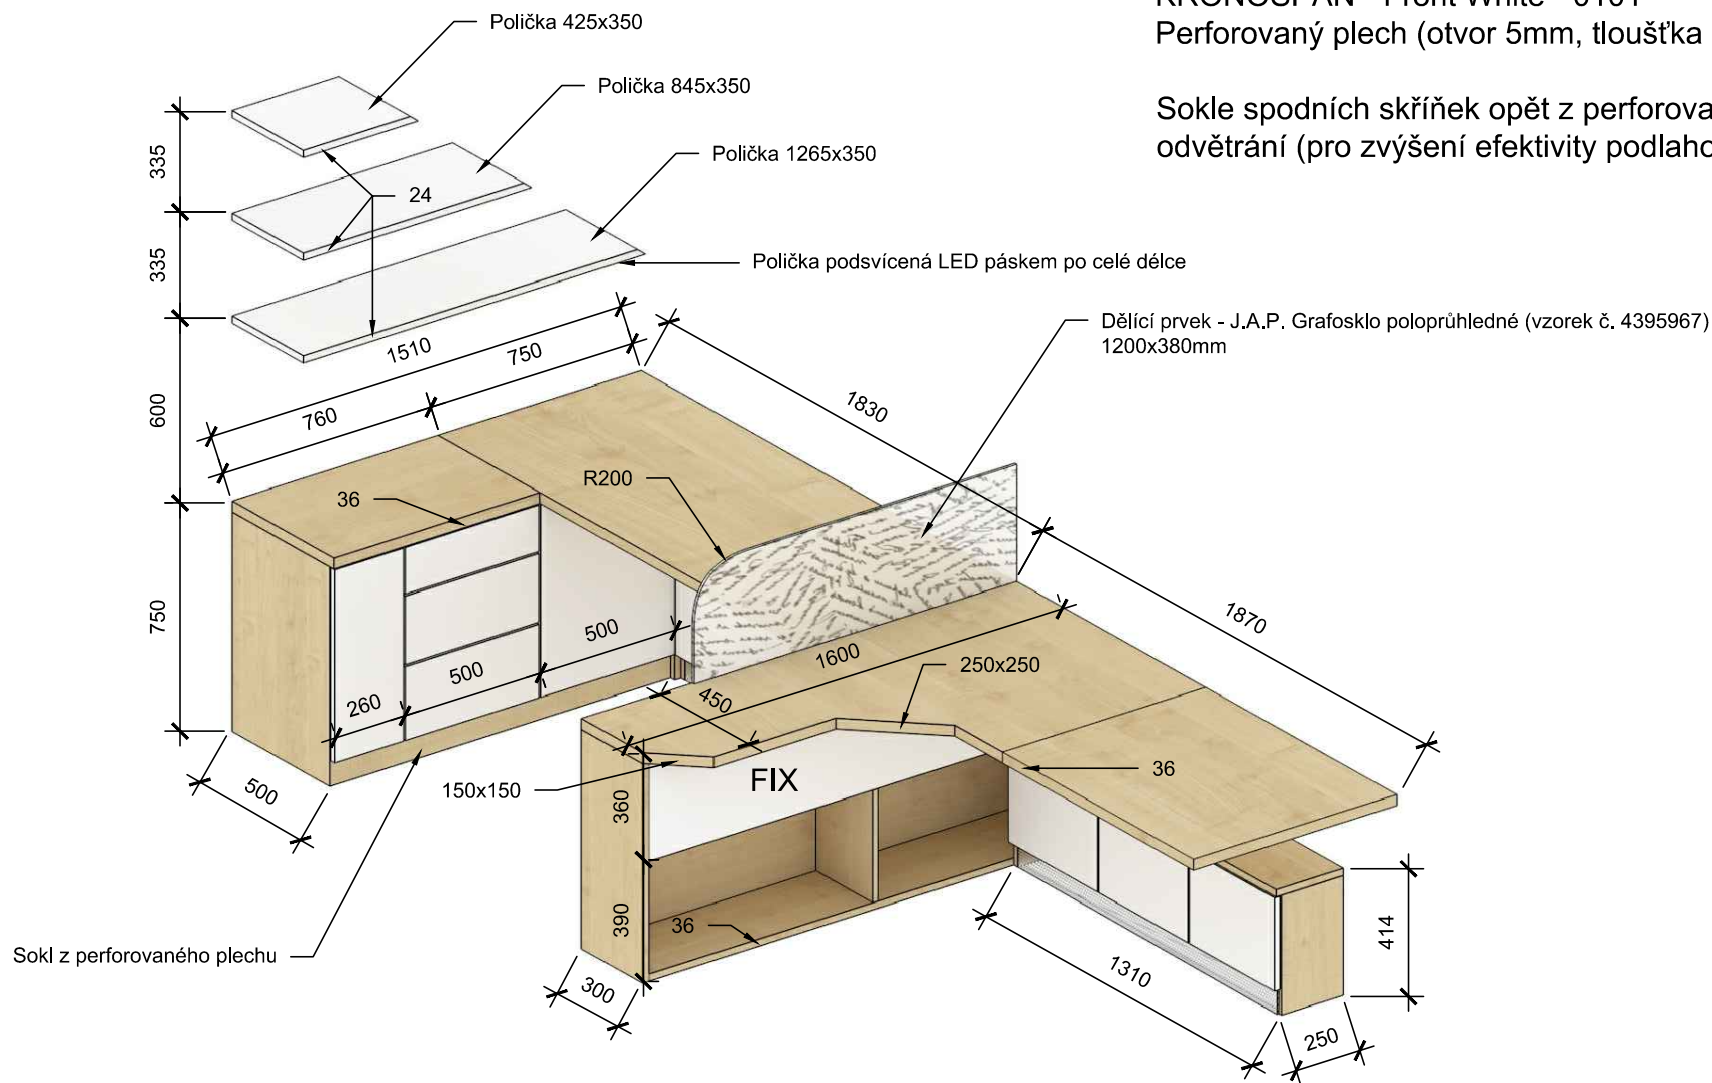 Perforovaný plech (otvor 5mm, tloušťka
Sokle spodních skříňek opět z
odvětrání (pro zvýšení efektivity
Polička 425x350
Polička 845x350
Polička 1265x350
24
Polička podsvícená LED páskem po celé délce
Dělící prvek - J.A.P. Grafosklo poloprůhledné (vzorek č. 4395967)
1200x380mm
335
335
600
750
1510
760
750
1830
R200
36
1870
500
260
500
500
1600
450
250x250
150x150
FIX
36
360
390
36
Sokl z perforovaného plechu
300
1310
414
250